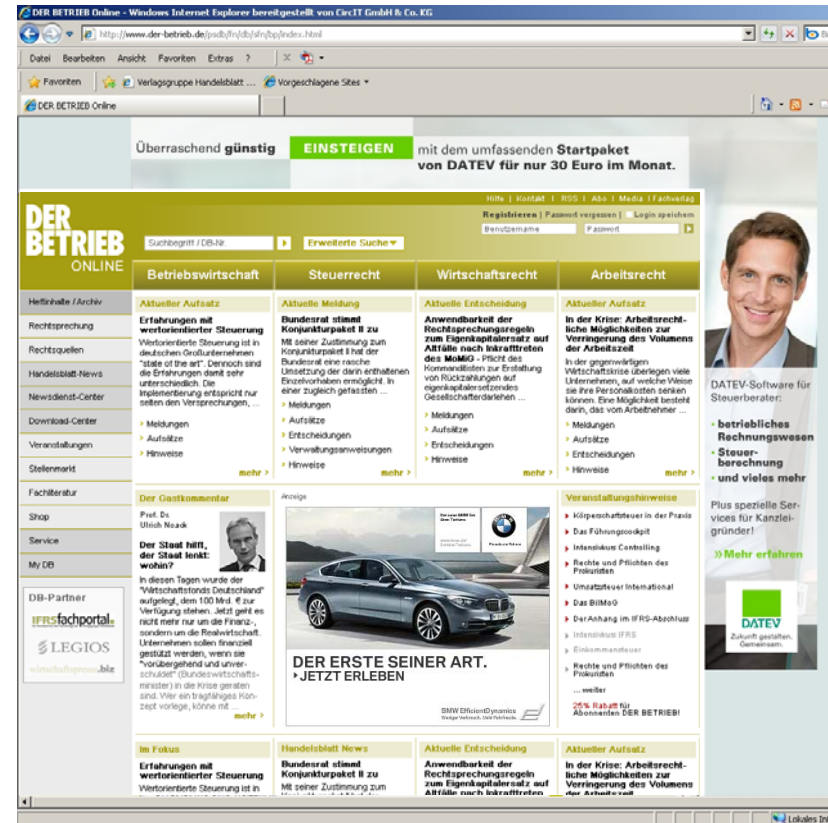 DER BETRIEB Online - Windows Internet Explorer bereitgestellt von CircIT GmbH & Co. KG
http://www.der-betrieb.de/psdb/fn/db/sfn/bp/index.html
Datei Bearbeiten Ansicht Favoriten Extras ?
Favoriten Verlagsgruppe Handelsblatt ... Vorgeschlagene Sites
DER BETRIEB Online
Überraschend günstig EINSTEIGEN mit dem umfassenden Startpaket
von DATEV für nur 30 Euro im Monat.
Hilfe | Kontakt | RSS | Abo | Media | Fachverlag
Registrieren | Passwort vergessen | Login speichern
Benutzername Passwort
DER
BETRIEB
ONLINE
Suchbegriff / DB-Nr. Erweiterte Suche
Betriebswirtschaft Steuerrecht Wirtschaftsrecht Arbeitsrecht
Heftinhalte / Archiv
Rechtsprechung
Rechtsquellen
Handelsblatt-News
Newsdienst-Center
Download-Center
Veranstaltungen
Stellenmarkt
Fachliteratur
Shop
Service
My DB
DB-Partner
IFRSfachportal
LEGIOS
wirtschaftspresse.biz
Aktueller Aufsatz
Erfahrungen mit
wertorientierter Steuerung
Wertorientierte Steuerung ist in
deutschen Großunternehmen
"state of the art". Dennoch sind
die Erfahrungen damit sehr
unterschiedlich. Die
Implementierung entspricht nur
selten den Versprechungen, ...
Meldungen
Aufsätze
Hinweise
mehr
Aktuelle Meldung
Bundesrat stimmt
Konjunkturpaket II zu
Mit seiner Zustimmung zum
Konjunkturpaket II hat der
Bundesrat eine rasche
Umsetzung der darin enthaltenen
Einzelvorhaben ermöglicht. In
einer zugleich gefassten ...
Meldungen
Aufsätze
Entscheidungen
Verwaltungsanweisungen
Hinweise
mehr
Aktuelle Entscheidung
Anwendbarkeit der
Rechtsprechungsregeln
zum Eigenkapitalersatz auf
Altfälle nach Inkrafttreten
des MoMiG - Pflicht des
Kommanditisten zur Erstattung
von Rückzahlungen auf
eigenkapitalersetzendes
Gesellschafterdarlehen ...
Meldungen
Aufsätze
Entscheidungen
Hinweise
mehr
Aktueller Aufsatz
In der Krise: Arbeitsrecht-
liche Möglichkeiten zur
Verringerung des Volumens
der Arbeitszeit
In der gegenwärtigen
Wirtschaftskrise überlegen viele
Unternehmen, auf welche Weise
sie ihre Personalkosten senken
können. Eine Möglichkeit besteht
darin, das vom Arbeitnehmer ...
Meldungen
Aufsätze
Entscheidungen
Hinweise
mehr
Der Gastkommentar
Prof. Dr.
Ulrich Noack
Der Staat hilft,
der Staat lenkt:
wohin?
In diesen Tagen wurde der
"Wirtschaftsfonds Deutschland"
aufgelegt, dem 100 Mrd. € zur
Verfügung stehen. Jetzt geht es
nicht mehr nur um die Finanz-,
sondern um die Realwirtschaft.
Unternehmen sollen finanziell
gestützt werden, wenn sie
"vorübergehend und unver-
schuldet" (Bundeswirtschafts-
minister) in die Krise geraten
sind. Wer ein tragfähiges Kon-
zept vorlege, könne mit ...
mehr
Anzeige
DER ERSTE SEINER ART.
JETZT ERLEBEN
BMW EfficientDynamics
Weniger Verbrauch. Mehr Fahrfreude.
Veranstaltungshinweise
Körperschaftsteuer in der Praxis
Das Führungscockpit
Intensivkurs Controlling
Rechte und Pflichten des
Prokuristen
Umsatzsteuer International
Das BilMoG
Der Anhang im IFRS-Abschluss
Intensivkurs IFRS
Einkommensteuer
Rechte und Pflichten des
Prokuristen
... weiter
25% Rabatt für
Abonnenten DER BETRIEB!
DATEV-Software für
Steuerberater:
betriebliches
Rechnungswesen
Steuer-
berechnung
und vieles mehr
Plus spezielle Ser-
vices für Kanzlei-
gründer!
»Mehr erfahren
DATEV
Zukunft gestalten.
Gemeinsam.
Im Fokus
Erfahrungen mit
wertorientierter Steuerung
Wertorientierte Steuerung ist in
Handelsblatt News
Bundesrat stimmt
Konjunkturpaket II zu
Mit seiner Zustimmung zum
Aktuelle Entscheidung
Anwendbarkeit der
Rechtsprechungsregeln
zum Eigenkapitalersatz auf
Altfälle nach Inkrafttreten
Aktueller Aufsatz
In der Krise: Arbeitsrecht-
liche Möglichkeiten zur
Verringerung des Volumens
der Arbeitszeit
Lokales Int